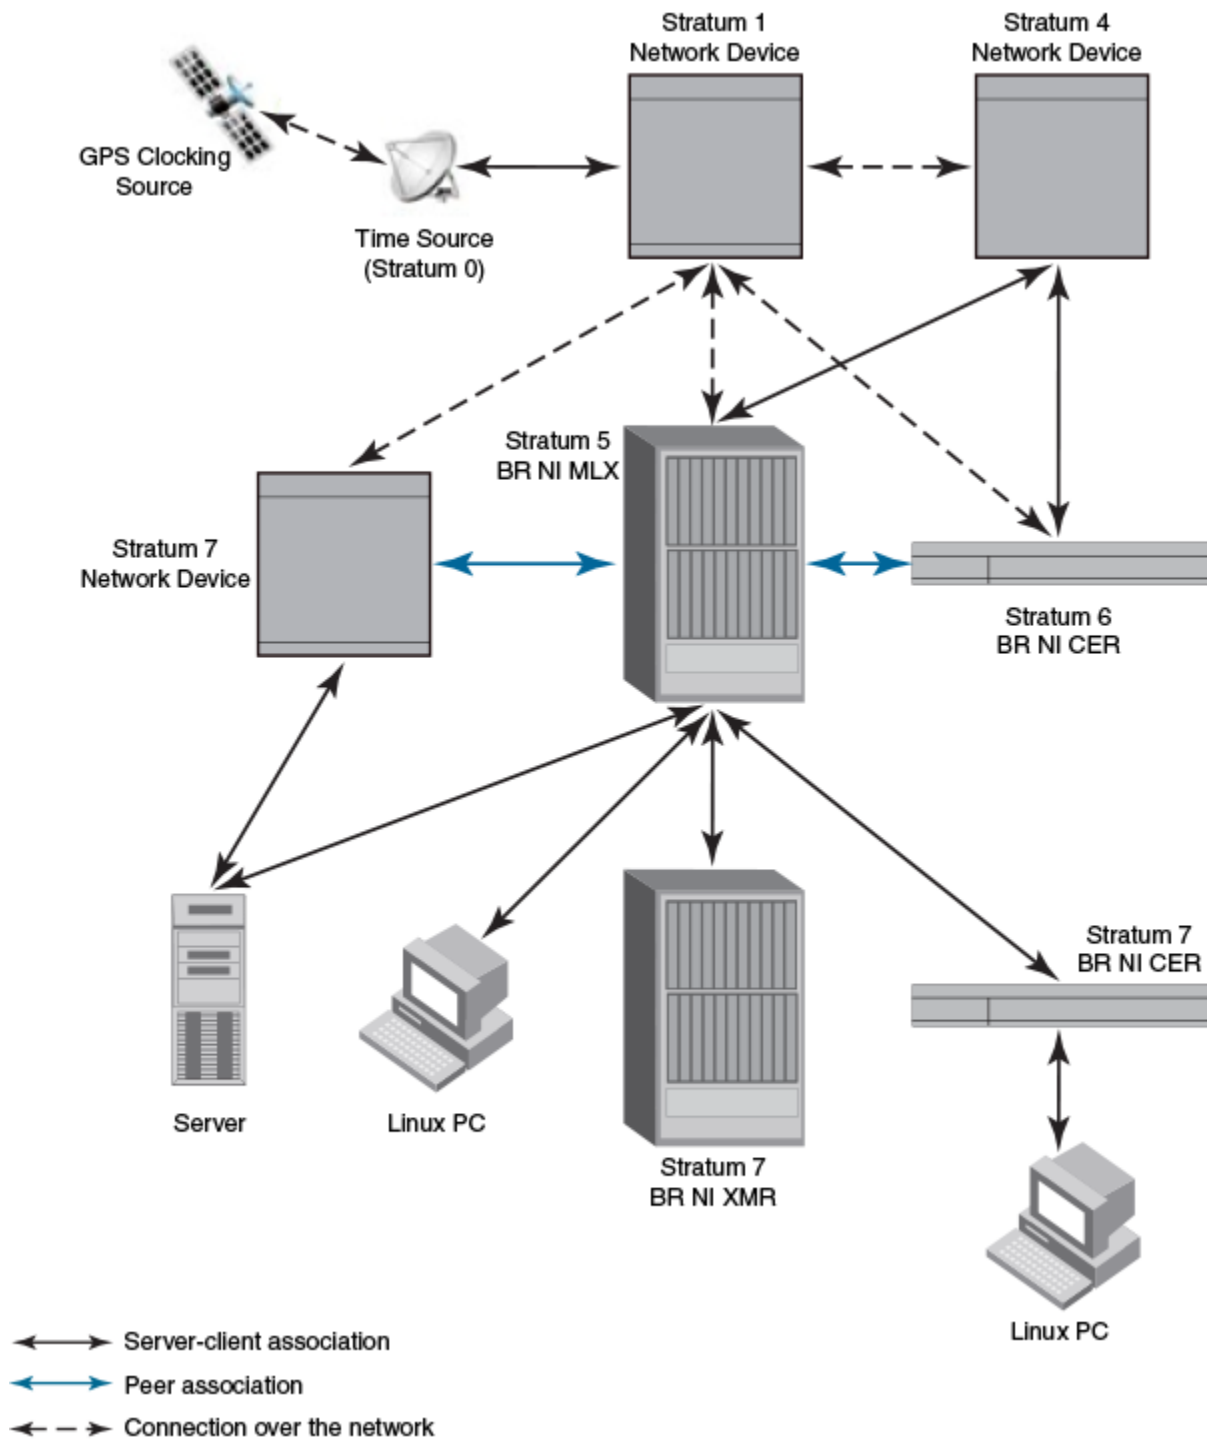 Stratum 1
Network Device
Stratum 4
Network Device
GPS Clocking
Source
Time Source
(Stratum 0)
Stratum 5
BR NI MLX
Stratum 7
Network Device
Stratum 6
BR NI CER
Stratum 7
BR NI CER
Server
Linux PC
Stratum 7
BR NI XMR
Linux PC
Server-client association
Peer association
Connection over the network